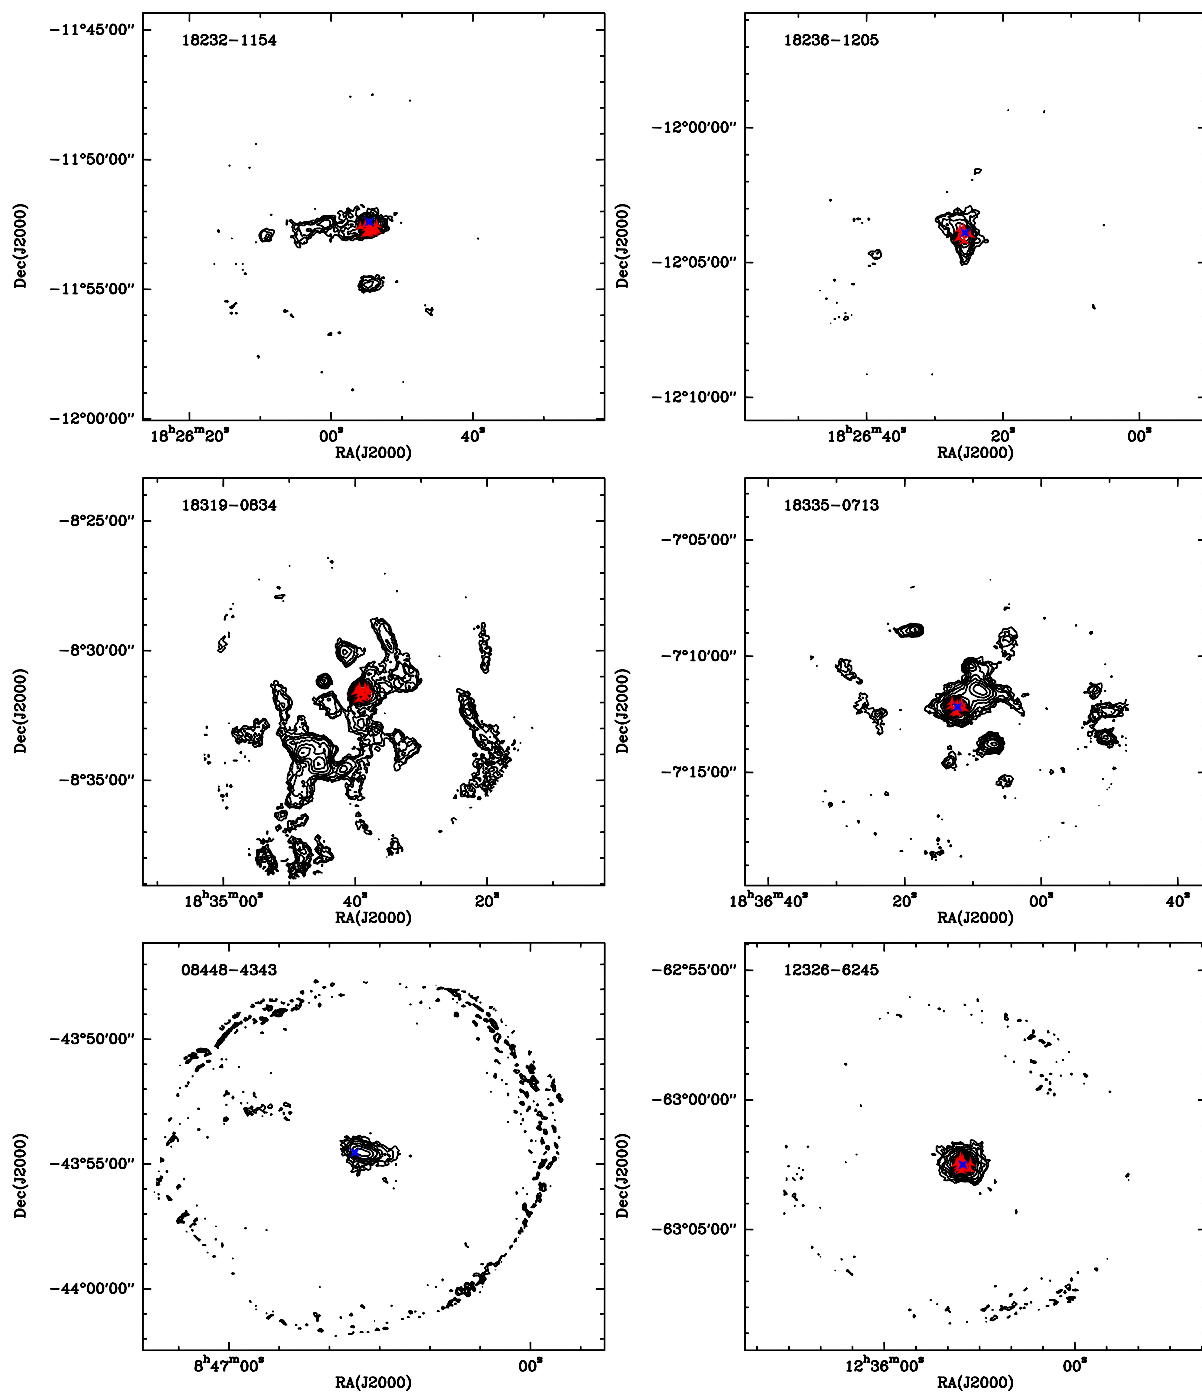 18232-1154
-11°45'00"
-11°50'00"
-11°55'00"
-12°00'00"
Dec(J2000)
18ʰ26ᵐ20ˢ 00ˢ 40ˢ
RA(J2000)
18236-1205
-12°00'00"
-12°05'00"
-12°10'00"
Dec(J2000)
18ʰ26ᵐ40ˢ 20ˢ 00ˢ
RA(J2000)
18319-0834
-8°25'00"
-8°30'00"
-8°35'00"
Dec(J2000)
18ʰ35ᵐ00ˢ 40ˢ 20ˢ
RA(J2000)
18335-0713
-7°05'00"
-7°10'00"
-7°15'00"
Dec(J2000)
18ʰ36ᵐ40ˢ 20ˢ 00ˢ 40ˢ
RA(J2000)
08448-4343
-43°50'00"
-43°55'00"
-44°00'00"
Dec(J2000)
8ʰ47ᵐ00ˢ 00ˢ
RA(J2000)
12326-6245
-62°55'00"
-63°00'00"
-63°05'00"
Dec(J2000)
12ʰ36ᵐ00ˢ 00ˢ
RA(J2000)